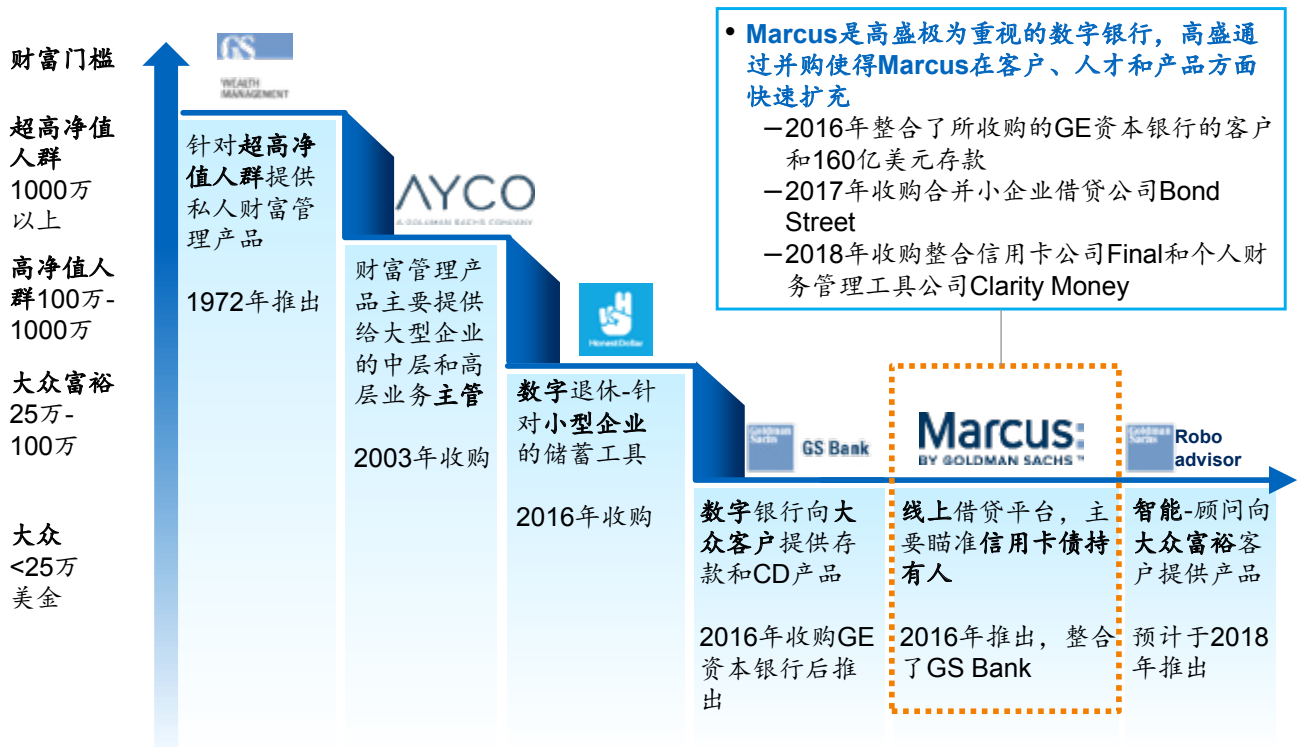 财富门槛
超高净值
人群
1000万
以上
高净值人
群100万-
1000万
大众富裕
25万-
100万
大众
<25万
美金
GS
WEALTH
MANAGEMENT
针对超高净
值人群提供
私人财富管
理产品
1972年推出
AYCO
A GOLDMAN SACHS COMPANY
财富管理产
品主要提供
给大型企业
的中层和高
层业务主管
2003年收购
HonestDollar
数字退休-针
对小型企业
的储蓄工具
2016年收购
Goldman
Sachs
GS Bank
数字银行向大
众客户提供存
款和CD产品
2016年收购GE
资本银行后推
出
• Marcus是高盛极为重视的数字银行，高盛通
过并购使得Marcus在客户、人才和产品方面
快速扩充
–2016年整合了所收购的GE资本银行的客户
和160亿美元存款
–2017年收购合并小企业借贷公司Bond
Street
–2018年收购整合信用卡公司Final和个人财
务管理工具公司Clarity Money
Marcus:
BY GOLDMAN SACHS™
线上借贷平台，主
要瞄准信用卡债持
有人
2016年推出，整合
了GS Bank
Goldman
Sachs
Robo
advisor
智能-顾问向
大众富裕客
户提供产品
预计于2018
年推出